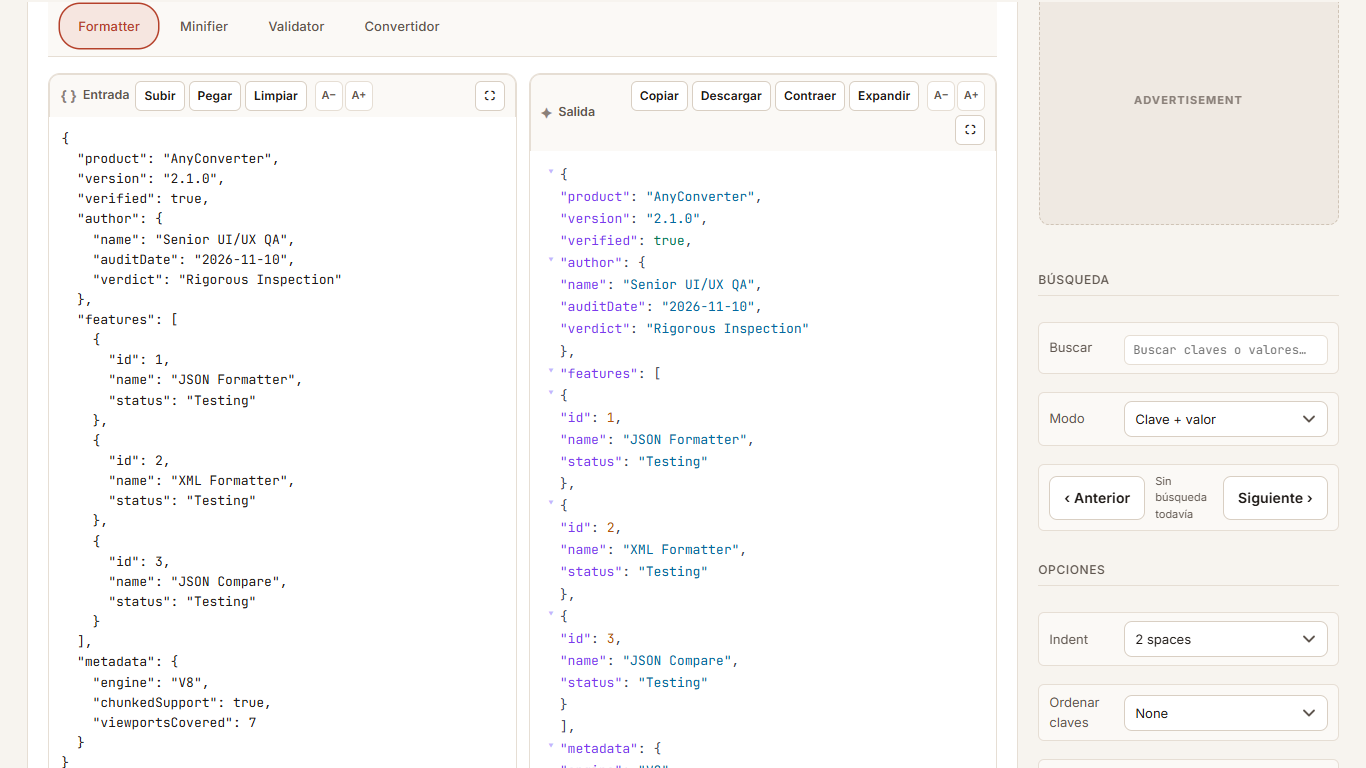 Formatter Minifier Validator Convertidor
{ } Entrada Subir Pegar Limpiar A− A+
{
  "product": "AnyConverter",
  "version": "2.1.0",
  "verified": true,
  "author": {
    "name": "Senior UI/UX QA",
    "auditDate": "2026-11-10",
    "verdict": "Rigorous Inspection"
  },
  "features": [
    {
      "id": 1,
      "name": "JSON Formatter",
      "status": "Testing"
    },
    {
      "id": 2,
      "name": "XML Formatter",
      "status": "Testing"
    },
    {
      "id": 3,
      "name": "JSON Compare",
      "status": "Testing"
    }
  ],
  "metadata": {
    "engine": "V8",
    "chunkedSupport": true,
    "viewportsCovered": 7
  }
}
Salida Copiar Descargar Contraer Expandir A− A+
{
"product": "AnyConverter",
"version": "2.1.0",
"verified": true,
"author": {
"name": "Senior UI/UX QA",
"auditDate": "2026-11-10",
"verdict": "Rigorous Inspection"
},
"features": [
{
"id": 1,
"name": "JSON Formatter",
"status": "Testing"
},
{
"id": 2,
"name": "XML Formatter",
"status": "Testing"
},
{
"id": 3,
"name": "JSON Compare",
"status": "Testing"
}
],
"metadata": {
ADVERTISEMENT
BÚSQUEDA
Buscar Buscar claves o valores…
Modo Clave + valor
‹ Anterior
Sin
búsqueda
todavía
Siguiente ›
OPCIONES
Indent 2 spaces
Ordenar
claves
None